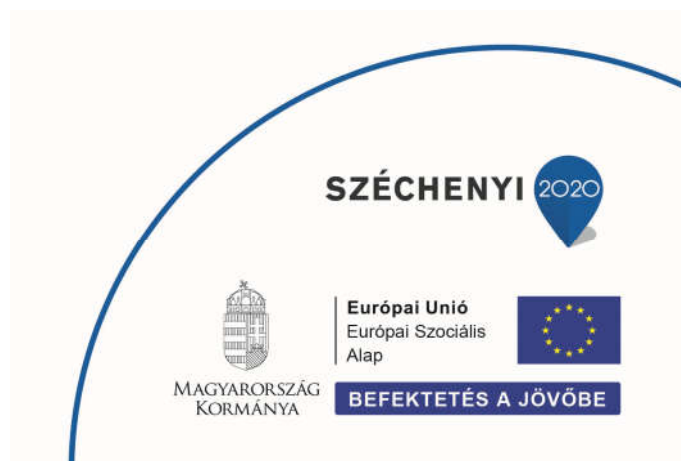 SZÉCHENYI 2020
Európai Unió
Európai Szociális
Alap
MAGYARORSZÁG
KORMÁNYA
BEFEKTETÉS A JÖVŐBE